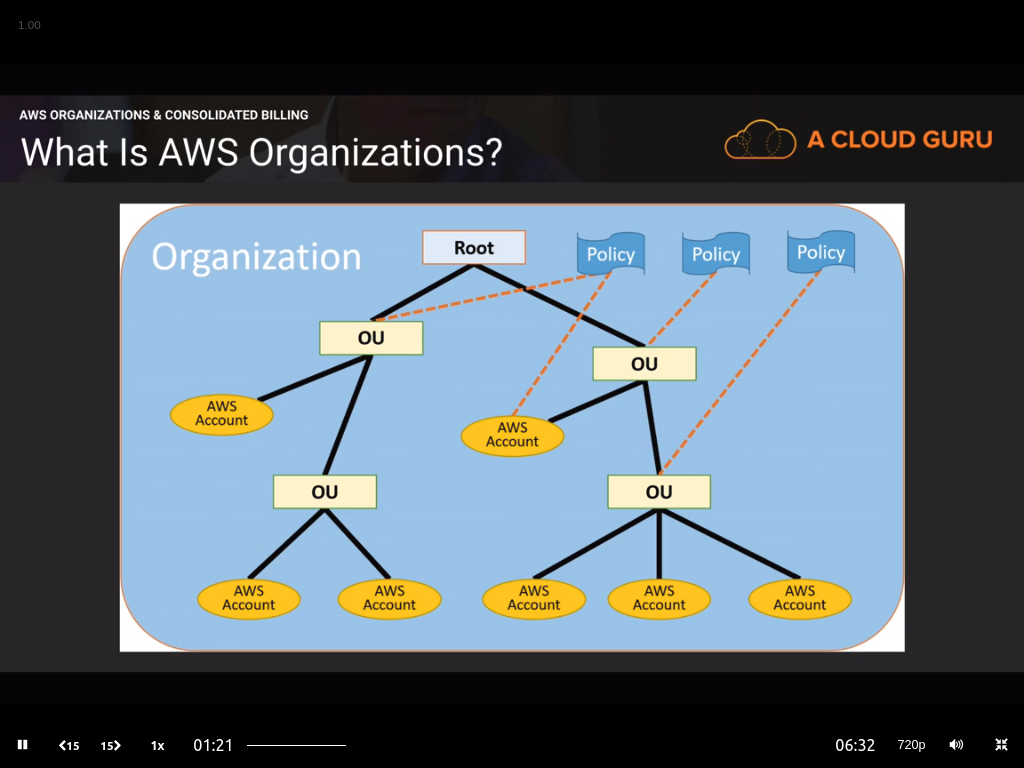 1.00
AWS ORGANIZATIONS & CONSOLIDATED BILLING
What Is AWS Organizations?
A CLOUD GURU
Organization
Root
Policy
Policy
Policy
OU
OU
AWS
Account
AWS
Account
OU
OU
AWS
Account
AWS
Account
AWS
Account
AWS
Account
AWS
Account
15
15
1x
01:21
06:32
720p